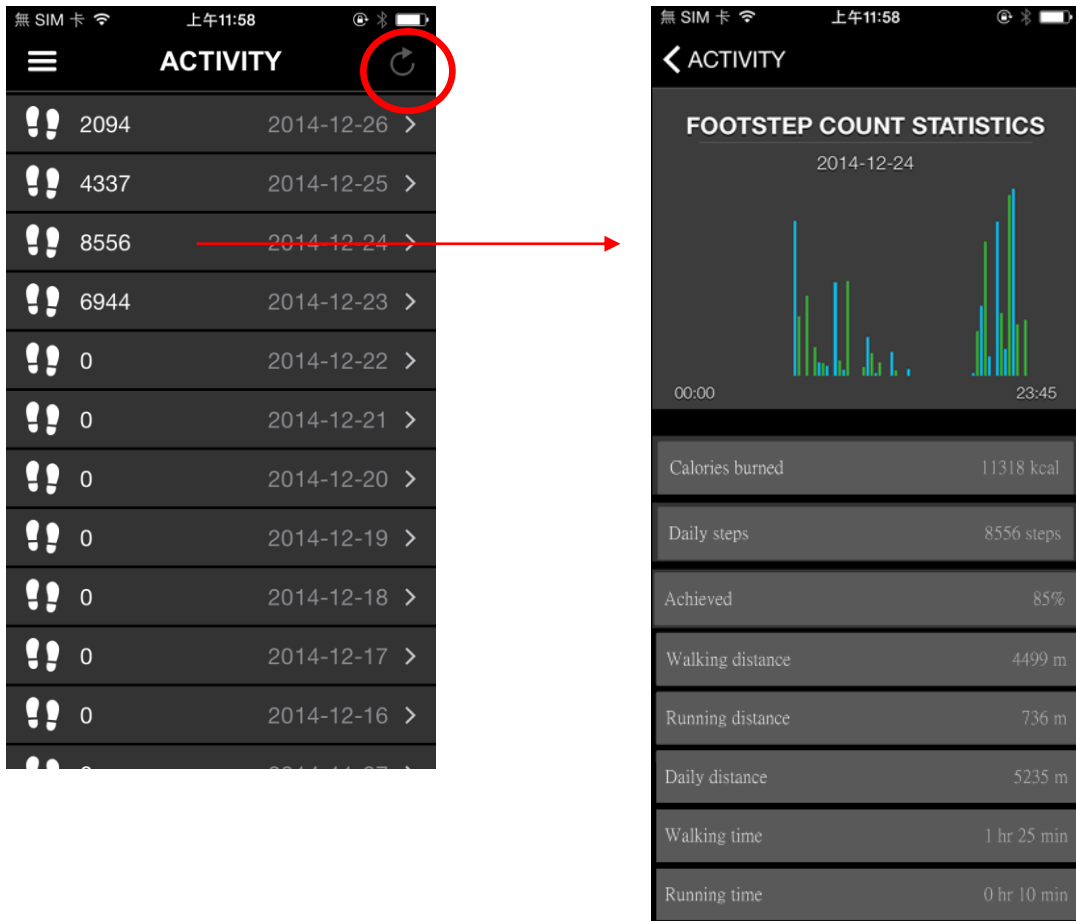 無 SIM 卡 上午11:58
ACTIVITY
2094 2014-12-26
4337 2014-12-25
8556 2014-12-24
6944 2014-12-23
0 2014-12-22
0 2014-12-21
0 2014-12-20
0 2014-12-19
0 2014-12-18
0 2014-12-17
0 2014-12-16
無 SIM 卡 上午11:58
ACTIVITY
FOOTSTEP COUNT STATISTICS
2014-12-24
00:00 23:45
Calories burned 11318 kcal
Daily steps 8556 steps
Achieved 85%
Walking distance 4499 m
Running distance 736 m
Daily distance 5235 m
Walking time 1 hr 25 min
Running time 0 hr 10 min